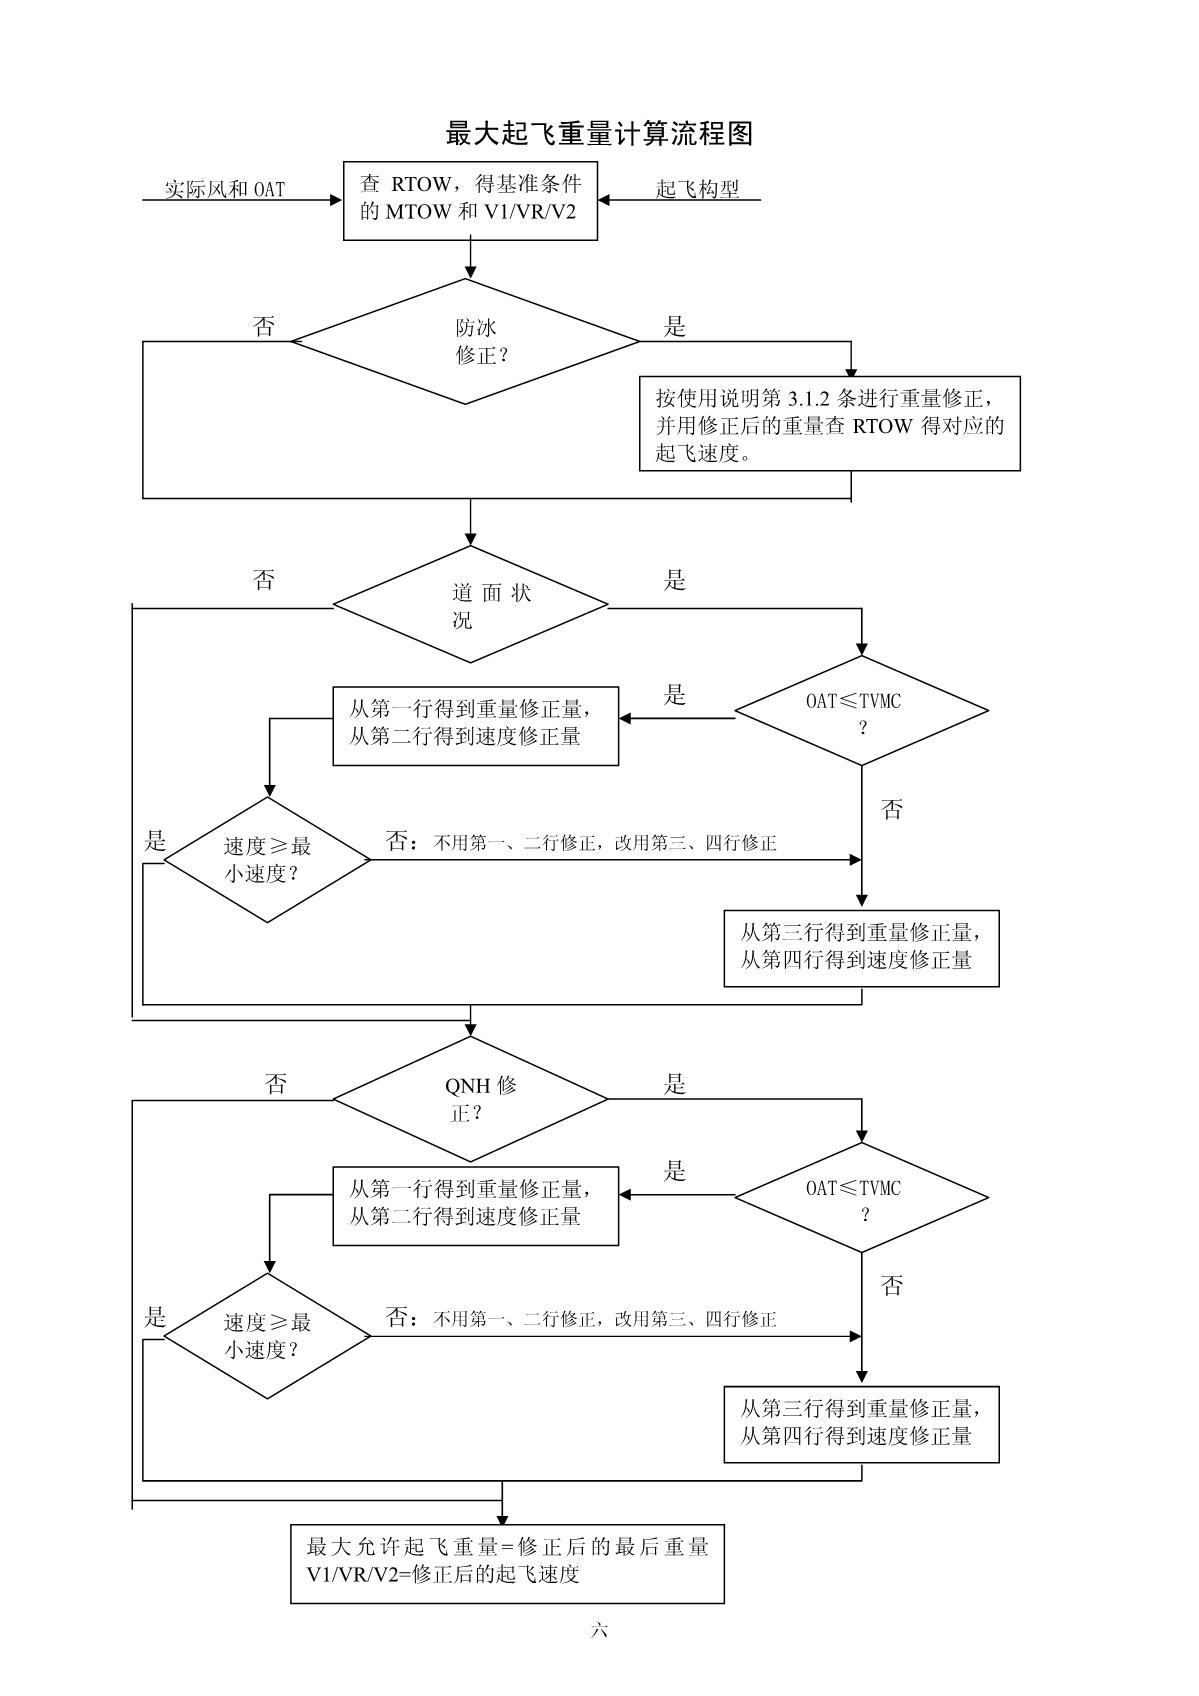 最大起飞重量计算流程图
实际风和 OAT
查 RTOW，得基准条件
的 MTOW 和 V1/VR/V2
起飞构型
否
防冰
修正？
是
按使用说明第 3.1.2 条进行重量修正，
并用修正后的重量查 RTOW 得对应的
起飞速度。
否
道面状
况
是
OAT≤TVMC
？
是
从第一行得到重量修正量，
从第二行得到速度修正量
否
是
速度≥最
小速度？
否：不用第一、二行修正，改用第三、四行修正
从第三行得到重量修正量，
从第四行得到速度修正量
否
QNH 修
正？
是
OAT≤TVMC
？
是
从第一行得到重量修正量，
从第二行得到速度修正量
否
是
速度≥最
小速度？
否：不用第一、二行修正，改用第三、四行修正
从第三行得到重量修正量，
从第四行得到速度修正量
最大允许起飞重量=修正后的最后重量
V1/VR/V2=修正后的起飞速度
六